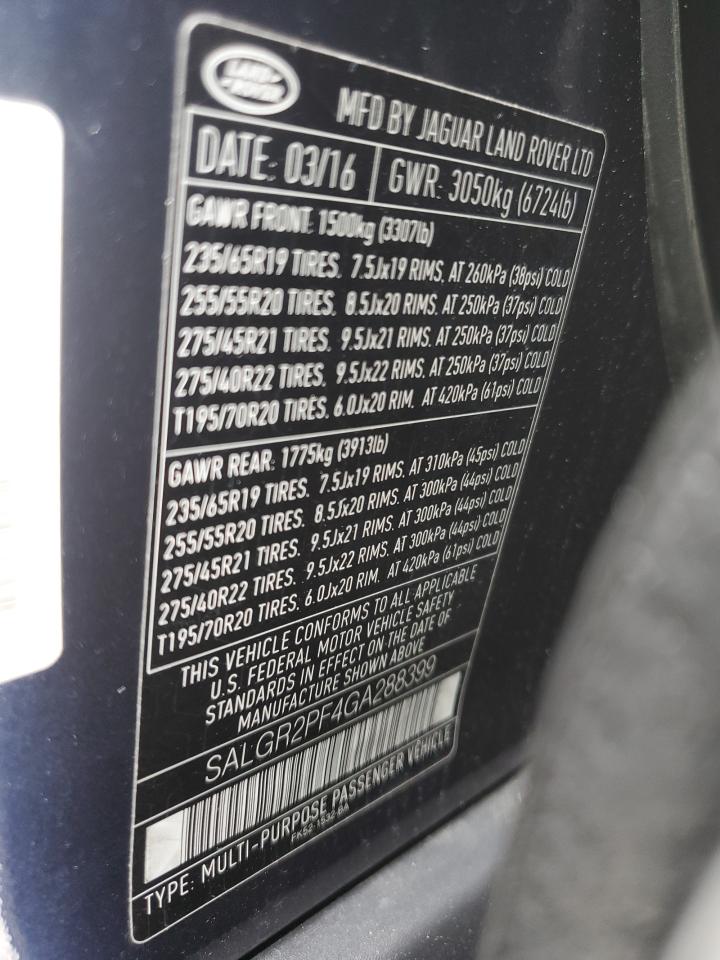 LAND ROVER
MFD BY JAGUAR LAND ROVER LTD
DATE: 03/16 GWR: 3050kg (6724lb)
GAWR FRONT: 1500kg (3307lb)
235/65R19 TIRES. 7.5Jx19 RIMS. AT 260kPa (38psi) COLD
255/55R20 TIRES. 8.5Jx20 RIMS. AT 250kPa (37psi) COLD
275/45R21 TIRES. 9.5Jx21 RIMS. AT 250kPa (37psi) COLD
275/40R22 TIRES. 9.5Jx22 RIMS. AT 250kPa (37psi) COLD
T195/70R20 TIRES. 6.0Jx20 RIM. AT 420kPa (61psi) COLD
GAWR REAR: 1775kg (3913lb)
235/65R19 TIRES. 7.5Jx19 RIMS. AT 310kPa (45psi) COLD
255/55R20 TIRES. 8.5Jx20 RIMS. AT 300kPa (44psi) COLD
275/45R21 TIRES. 9.5Jx21 RIMS. AT 300kPa (44psi) COLD
275/40R22 TIRES. 9.5Jx22 RIMS. AT 300kPa (44psi) COLD
T195/70R20 TIRES. 6.0Jx20 RIM. AT 420kPa (61psi) COLD
THIS VEHICLE CONFORMS TO ALL APPLICABLE
U.S. FEDERAL MOTOR VEHICLE SAFETY
STANDARDS IN EFFECT ON THE DATE OF
MANUFACTURE SHOWN ABOVE
SALGR2PF4GA288399
TYPE: MULTI-PURPOSE PASSENGER VEHICLE
FK52-1532-BA